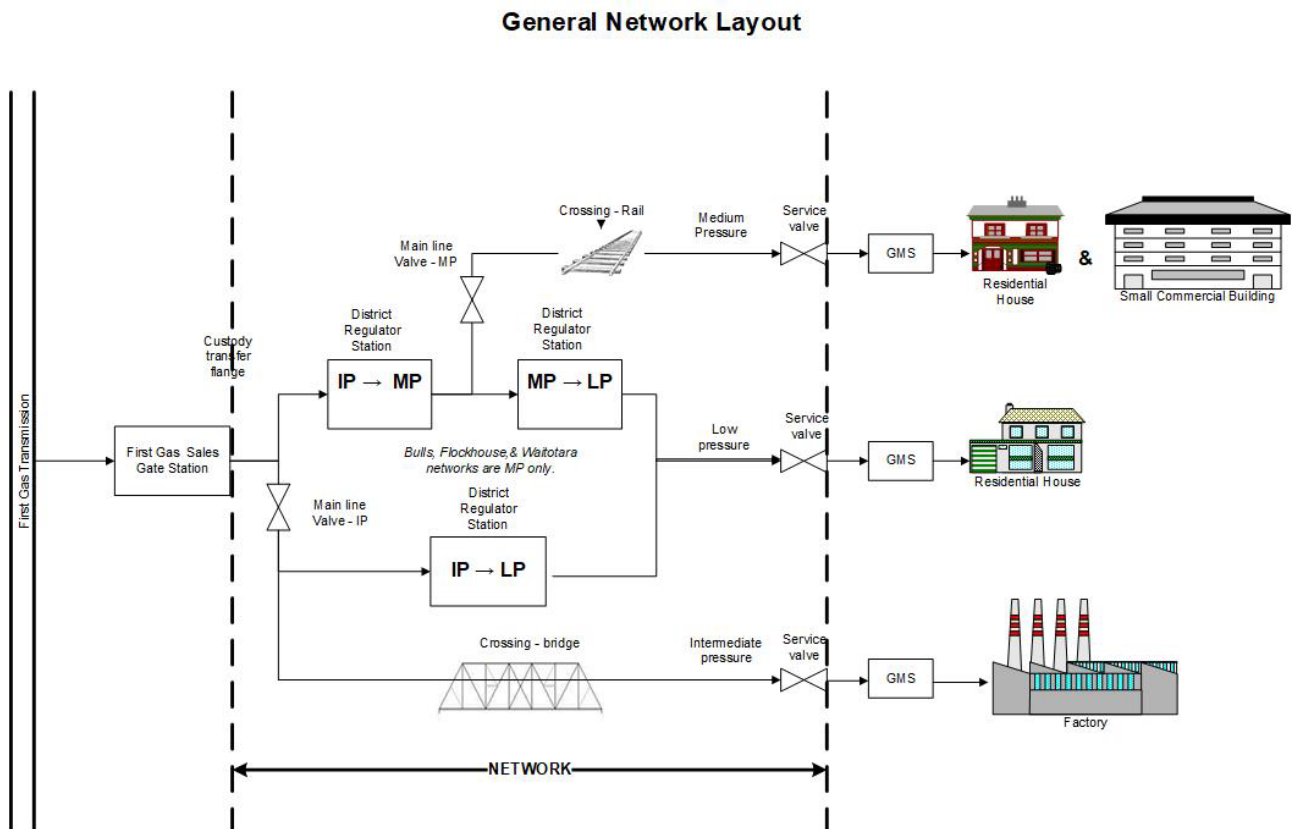 General Network Layout
Crossing - Rail
Medium
Pressure
Service
valve
Main line
Valve - MP
GMS
&
Residential
House
Small Commercial Building
District
Regulator
Station
District
Regulator
Station
Custody
transfer
flange
IP → MP
MP → LP
First Gas Transmission
First Gas Sales
Gate Station
Bulls, Flockhouse,& Waitotara
networks are MP only.
Low
pressure
Service
valve
GMS
Residential House
Main line
Valve - IP
District
Regulator
Station
IP → LP
Crossing - bridge
Intermediate
pressure
Service
valve
GMS
Factory
NETWORK